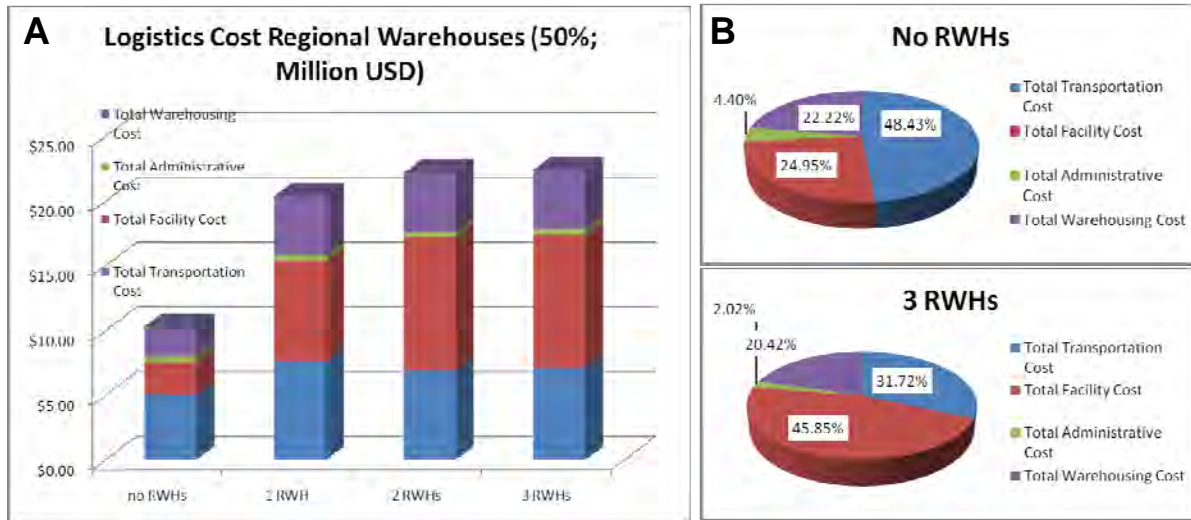 A
Logistics Cost Regional Warehouses (50%;
Million USD)
Total Warehousing
Cost
Total Administrative
Cost
Total Facility Cost
Total Transportation
Cost
$25.00
$20.00
$15.00
$10.00
$5.00
$0.00
no RWHs
1 RWH
2 RWHs
3 RWHs
B
No RWHs
4.40%
22.22%
48.43%
24.95%
Total Transportation
Cost
Total Facility Cost
Total Administrative
Cost
Total Warehousing Cost
3 RWHs
2.02%
20.42%
31.72%
45.85%
Total Transportation
Cost
Total Facility Cost
Total Administrative
Cost
Total Warehousing Cost